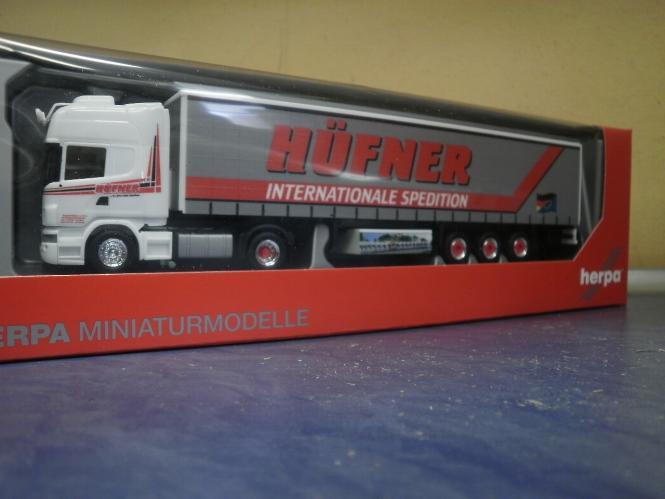 HÜFNER
INTERNATIONALE SPEDITION
HÜFNER
herpa
ERPA MINIATURMODELLE